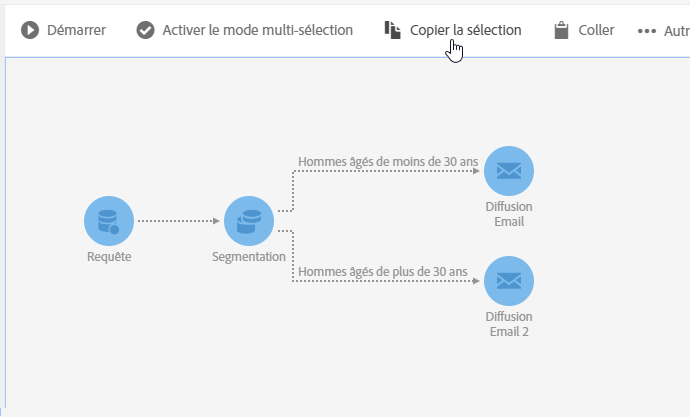 Démarrer
Activer le mode multi-sélection
Copier la sélection
Coller
Autr
Hommes âgés de moins de 30 ans
Diffusion
Email
Requête
Segmentation
Hommes âgés de plus de 30 ans
Diffusion
Email 2